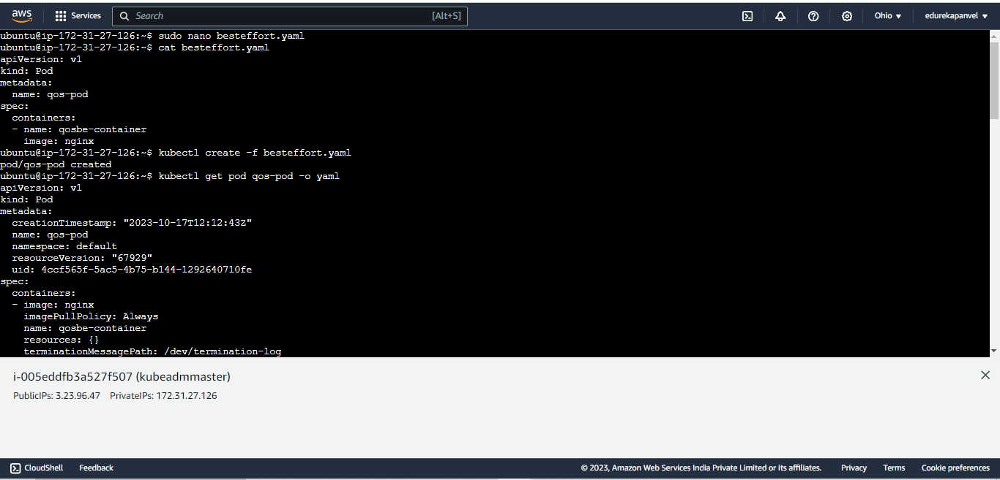 aws Services Search [Alt+S] Ohio edurekapanvel
ubuntu@ip-172-31-27-126:~$ sudo nano besteffort.yaml
ubuntu@ip-172-31-27-126:~$ cat besteffort.yaml
apiVersion: v1
kind: Pod
metadata:
  name: qos-pod
spec:
  containers:
  - name: qosbe-container
    image: nginx
ubuntu@ip-172-31-27-126:~$ kubectl create -f besteffort.yaml
pod/qos-pod created
ubuntu@ip-172-31-27-126:~$ kubectl get pod qos-pod -o yaml
apiVersion: v1
kind: Pod
metadata:
  creationTimestamp: "2023-10-17T12:12:43Z"
  name: qos-pod
  namespace: default
  resourceVersion: "67929"
  uid: 4ccf565f-5ac5-4b75-b144-1292640710fe
spec:
  containers:
  - image: nginx
    imagePullPolicy: Always
    name: qosbe-container
    resources: {}
    terminationMessagePath: /dev/termination-log
i-005eddfb3a527f507 (kubeadmmaster)
PublicIPs: 3.23.96.47 PrivateIPs: 172.31.27.126
CloudShell Feedback © 2023, Amazon Web Services India Private Limited or its affiliates. Privacy Terms Cookie preferences